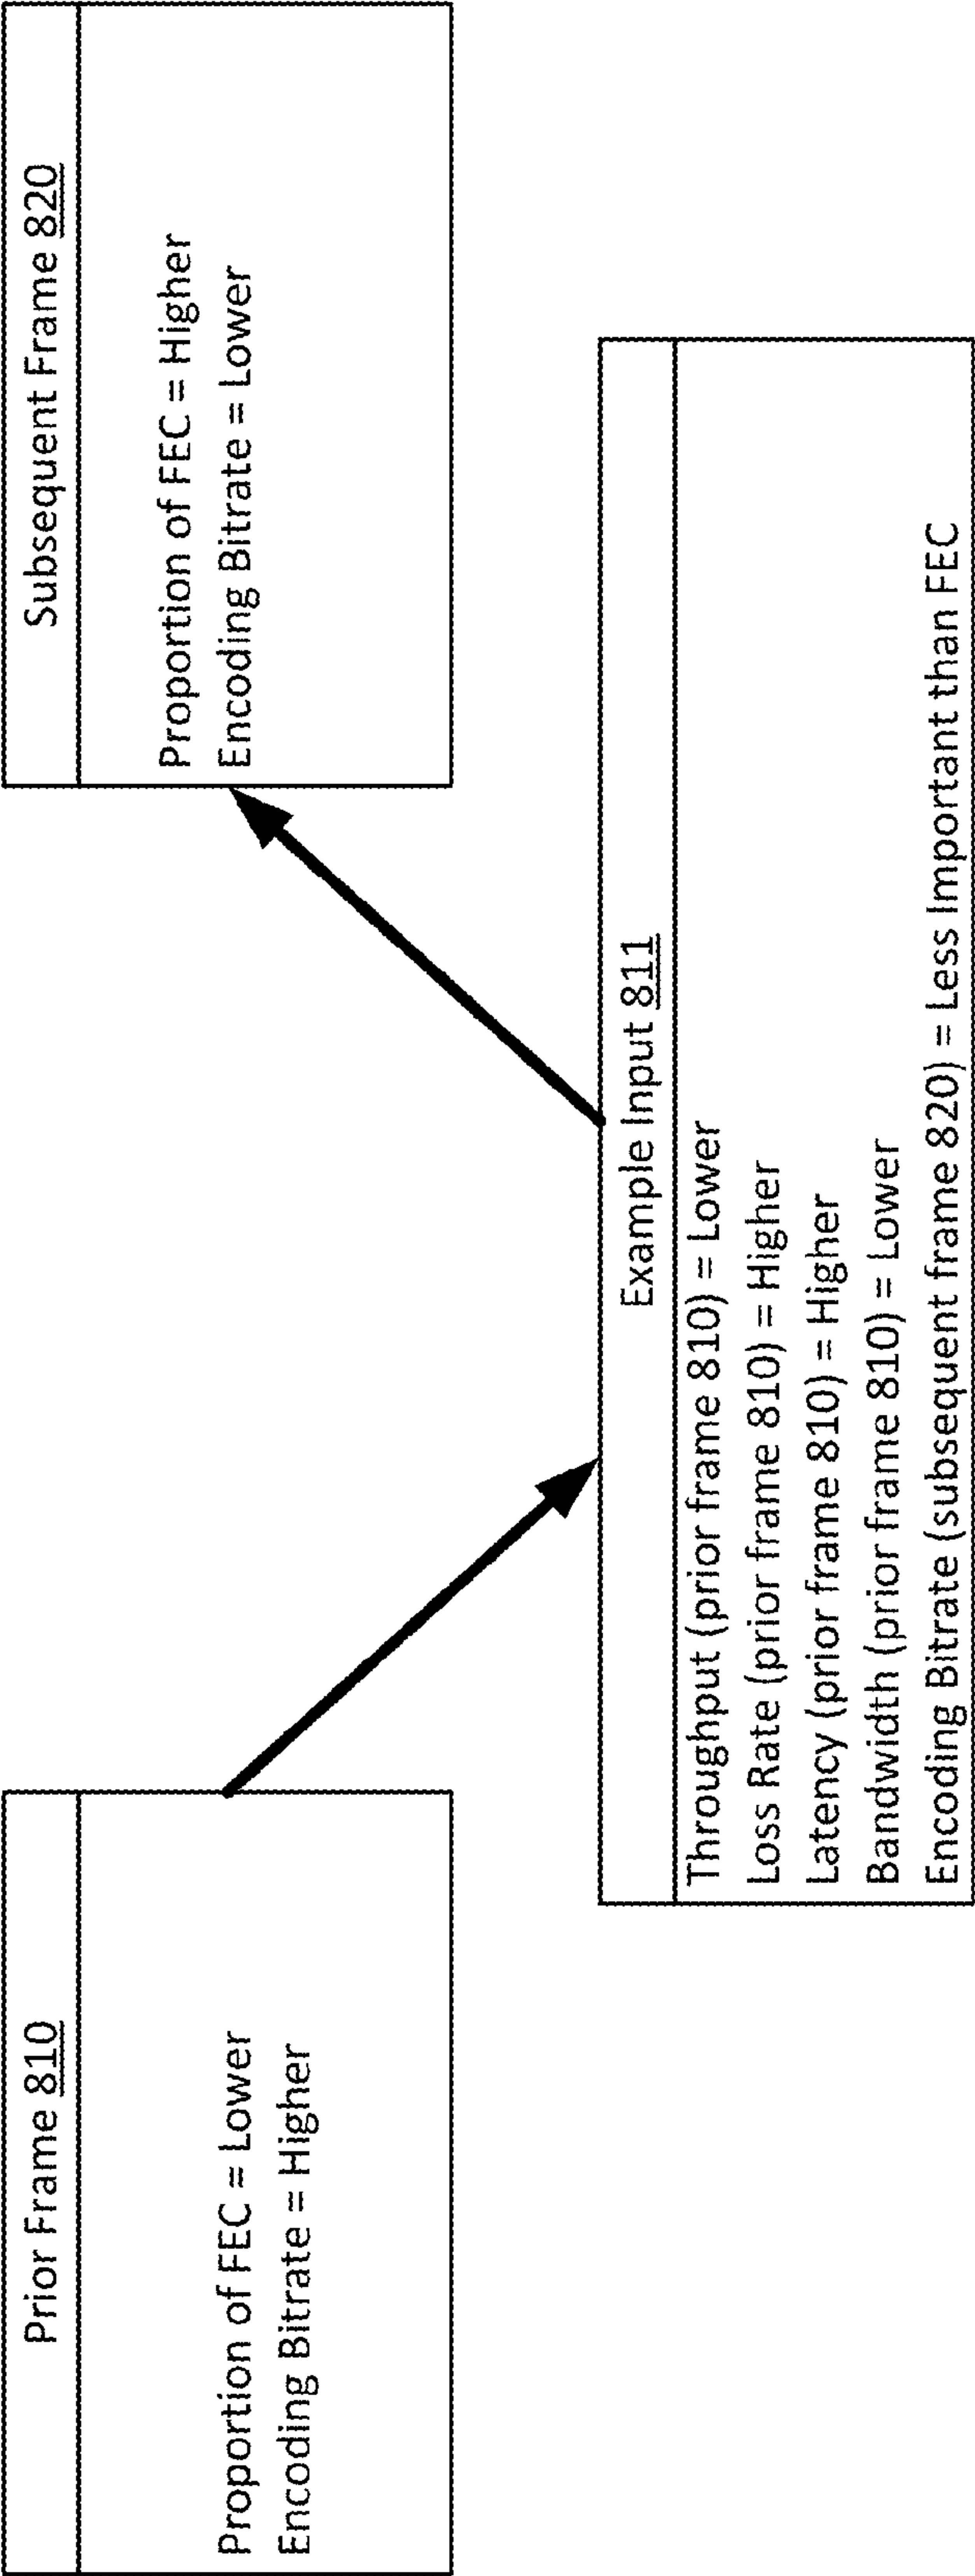 Prior Frame 810
Proportion of FEC = Lower
Encoding Bitrate = Higher
Example Input 811
Throughput (prior frame 810) = Lower
Loss Rate (prior frame 810) = Higher
Latency (prior frame 810) = Higher
Bandwidth (prior frame 810) = Lower
Encoding Bitrate (subsequent frame 820) = Less Important than FEC
Subsequent Frame 820
Proportion of FEC = Higher
Encoding Bitrate = Lower